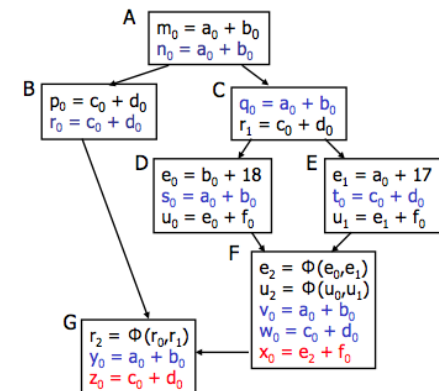 A
m₀ = a₀ + b₀
n₀ = a₀ + b₀
B
p₀ = c₀ + d₀
r₀ = c₀ + d₀
C
q₀ = a₀ + b₀
r₁ = c₀ + d₀
D
e₀ = b₀ + 18
s₀ = a₀ + b₀
u₀ = e₀ + f₀
E
e₁ = a₀ + 17
t₀ = c₀ + d₀
u₁ = e₁ + f₀
F
e₂ = Φ(e₀,e₁)
u₂ = Φ(u₀,u₁)
v₀ = a₀ + b₀
w₀ = c₀ + d₀
x₀ = e₂ + f₀
G
r₂ = Φ(r₀,r₁)
y₀ = a₀ + b₀
z₀ = c₀ + d₀